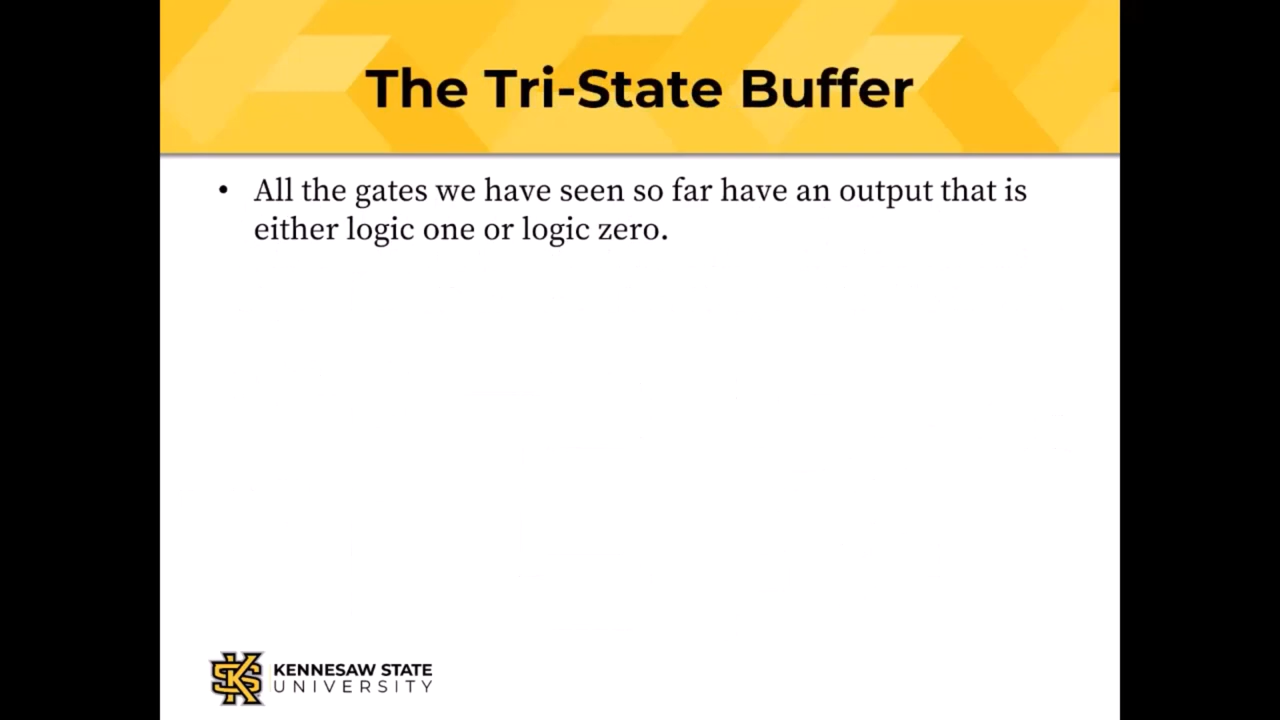 The Tri-State Buffer
• All the gates we have seen so far have an output that is
either logic one or logic zero.
KENNESAW STATE
UNIVERSITY